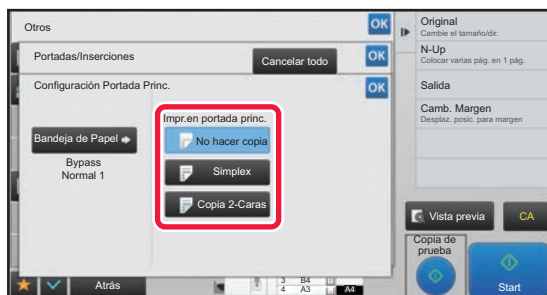 Otros
OK
Portadas/Inserciones
Cancelar todo
OK
Configuración Portada Princ.
OK
Impr.en portada princ.
Bandeja de Papel
No hacer copia
Bypass
Normal 1
Simplex
Copia 2-Caras
Atrás
3 B4
4 A3
A4
Original
Cambie el tamaño/dir.
N-Up
Colocar varias pág. en 1 pág.
Salida
Camb. Margen
Desplaz. posic. para margen
Vista previa
CA
Copia de
prueba
Start